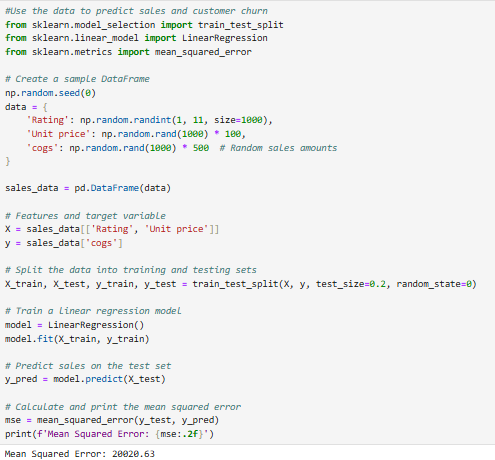 #Use the data to predict sales and customer churn
from sklearn.model_selection import train_test_split
from sklearn.linear_model import LinearRegression
from sklearn.metrics import mean_squared_error

# Create a sample DataFrame
np.random.seed(0)
data = {
    'Rating': np.random.randint(1, 11, size=1000),
    'Unit price': np.random.rand(1000) * 100,
    'cogs': np.random.rand(1000) * 500  # Random sales amounts
}

sales_data = pd.DataFrame(data)

# Features and target variable
X = sales_data[['Rating', 'Unit price']]
y = sales_data['cogs']

# Split the data into training and testing sets
X_train, X_test, y_train, y_test = train_test_split(X, y, test_size=0.2, random_state=0)

# Train a linear regression model
model = LinearRegression()
model.fit(X_train, y_train)

# Predict sales on the test set
y_pred = model.predict(X_test)

# Calculate and print the mean squared error
mse = mean_squared_error(y_test, y_pred)
print(f'Mean Squared Error: {mse:.2f}')
Mean Squared Error: 20020.63